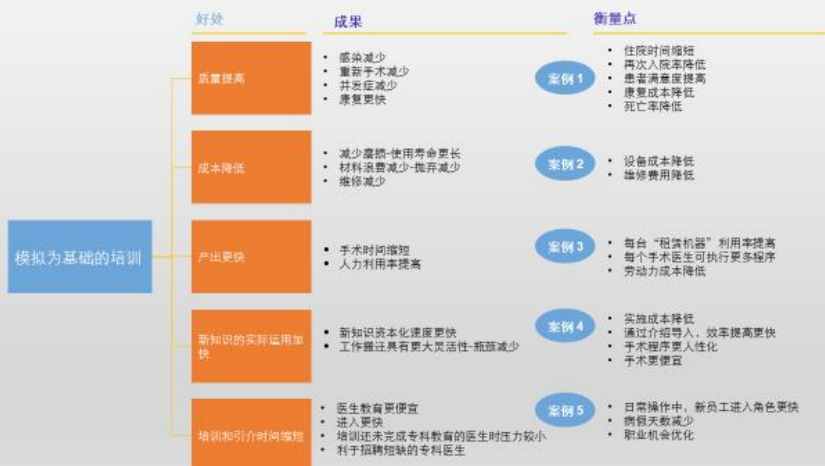 好处
成果
衡量点
模拟为基础的培训
质量提高
• 感染减少
• 重新手术减少
• 并发症减少
• 康复更快
案例 1
• 住院时间缩短
• 再次入院率降低
• 患者满意度提高
• 康复成本降低
• 死亡率降低
成本降低
• 减少磨损-使用寿命更长
• 材料浪费减少-抛弃减少
• 维修减少
案例 2
• 设备成本降低
• 维修费用降低
产出更快
• 手术时间缩短
• 人力利用率提高
案例 3
• 每台“租赁机器”利用率提高
• 每个手术医生可执行更多程序
• 劳动力成本降低
新知识的实际运用加
快
• 新知识资本化速度更快
• 工作搬迁具有更大灵活性-瓶颈减少
案例 4
• 实施成本降低
• 通过介绍导入，效率提高更快
• 手术程序更人性化
• 手术更便宜
培训和引介时间缩短
• 医生教育更便宜
• 进入更快
• 培训还未完成专科教育的医生时压力较小
• 利于招聘短缺的专科医生
案例 5
• 日常操作中，新员工进入角色更快
• 病假天数减少
• 职业机会优化